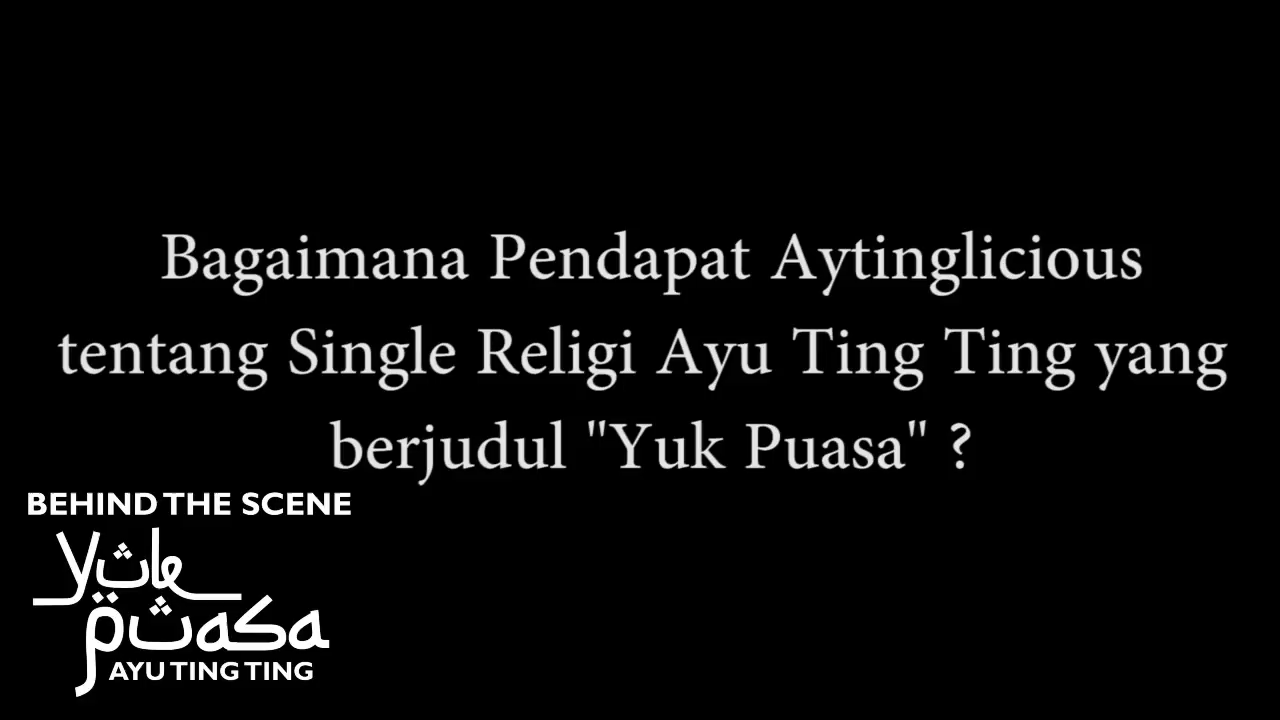 Bagaimana Pendapat Aytinglicious
tentang Single Religi Ayu Ting Ting yang
berjudul "Yuk Puasa" ?
BEHIND THE SCENE
Yuk
puasa
AYU TING TING